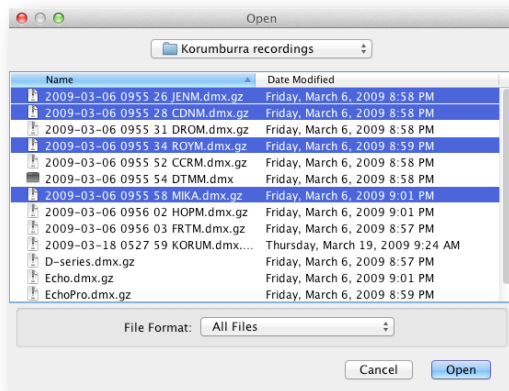 Open
Korumburra recordings
Name Date Modified
2009-03-06 0955 26 JENM.dmx.gz Friday, March 6, 2009 8:58 PM
2009-03-06 0955 28 CDNM.dmx.gz Friday, March 6, 2009 8:58 PM
2009-03-06 0955 31 DROM.dmx.gz Friday, March 6, 2009 8:58 PM
2009-03-06 0955 34 ROYM.dmx.gz Friday, March 6, 2009 8:59 PM
2009-03-06 0955 52 CCRM.dmx.gz Friday, March 6, 2009 8:58 PM
2009-03-06 0955 54 DTMM.dmx Friday, March 6, 2009 8:58 PM
2009-03-06 0955 58 MIKA.dmx.gz Friday, March 6, 2009 9:01 PM
2009-03-06 0956 02 HOPM.dmx.gz Friday, March 6, 2009 9:01 PM
2009-03-06 0956 03 FRTM.dmx.gz Friday, March 6, 2009 8:57 PM
2009-03-18 0527 59 KORUM.dmx.... Thursday, March 19, 2009 9:24 AM
D-series.dmx.gz Friday, March 6, 2009 8:57 PM
Echo.dmx.gz Friday, March 6, 2009 9:01 PM
EchoPro.dmx.gz Friday, March 6, 2009 8:59 PM
File Format: All Files
Cancel Open